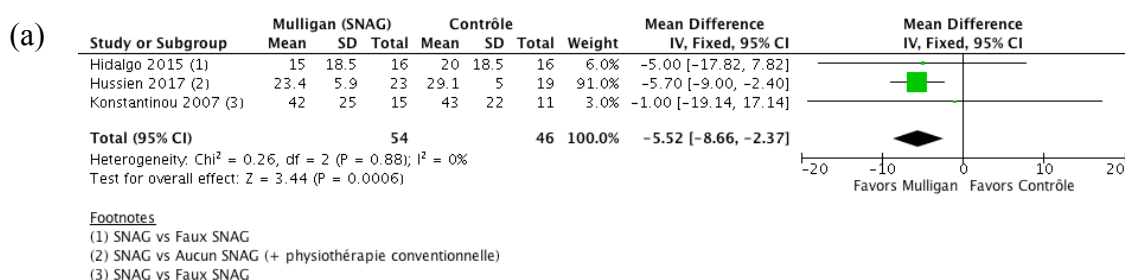 (a)
Mulligan (SNAG) Contrôle Mean Difference Mean Difference
Study or Subgroup Mean SD Total Mean SD Total Weight IV, Fixed, 95% CI IV, Fixed, 95% CI
Hidalgo 2015 (1) 15 18.5 16 20 18.5 16 6.0% -5.00 [-17.82, 7.82]
Hussien 2017 (2) 23.4 5.9 23 29.1 5 19 91.0% -5.70 [-9.00, -2.40]
Konstantinou 2007 (3) 42 25 15 43 22 11 3.0% -1.00 [-19.14, 17.14]
Total (95% CI) 54 46 100.0% -5.52 [-8.66, -2.37]
Heterogeneity: Chi² = 0.26, df = 2 (P = 0.88); I² = 0%
Test for overall effect: Z = 3.44 (P = 0.0006)
-20 -10 0 10 20
Favors Mulligan Favors Contrôle
Footnotes
(1) SNAG vs Faux SNAG
(2) SNAG vs Aucun SNAG (+ physiothérapie conventionnelle)
(3) SNAG vs Faux SNAG